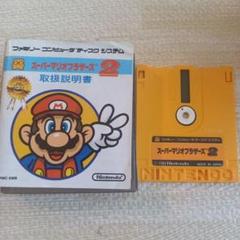 ファミリー コンピュータ ディスク システム
スーパーマリオブラザーズ2
取扱説明書
Nintendo
スーパーマリオブラザーズ2
NINTENDO